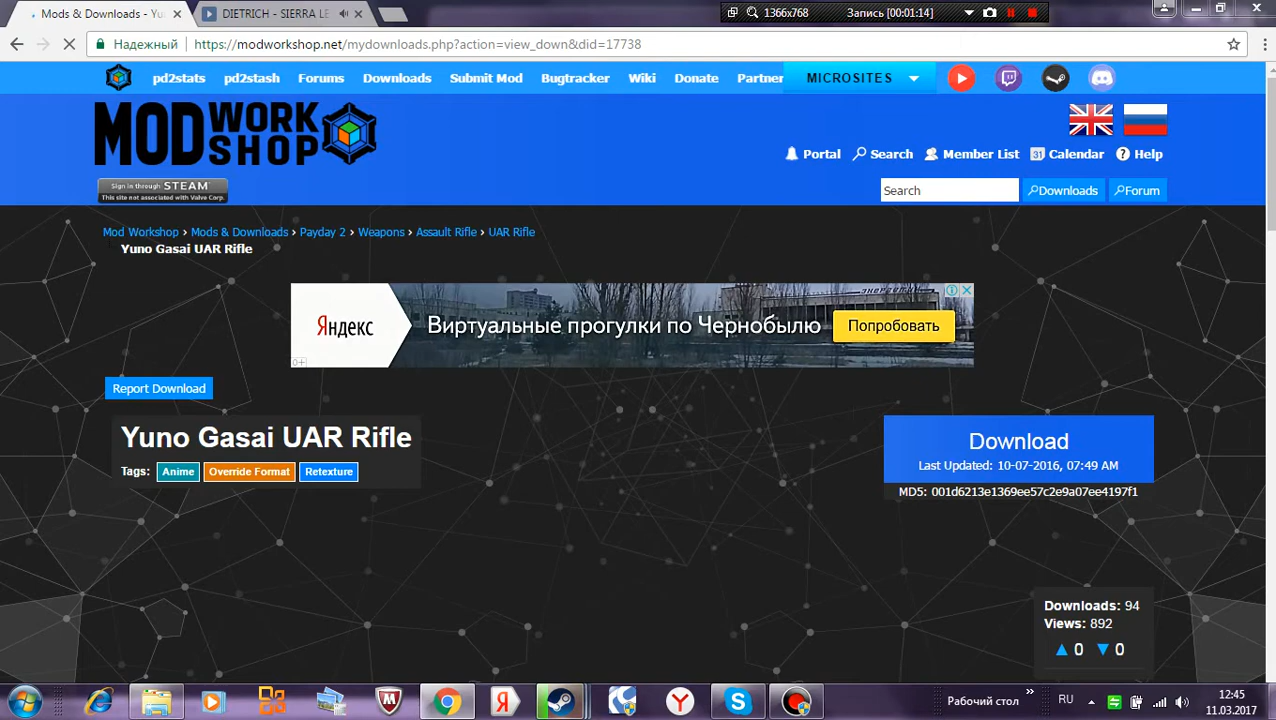 1366x768 Запись [00:01:14]
Mods & Downloads - Yu
DIETRICH - SIERRA LE
Надежный https://modworkshop.net/mydownloads.php?action=view_down&did=17738
pd2stats pd2stash Forums Downloads Submit Mod Bugtracker Wiki Donate Partner MICROSITES
MOD WORK SHOP
Portal Search Member List 31 Calendar ? Help
Sign in through STEAM
This site not associated with Valve Corp.
Search Downloads Forum
Mod Workshop › Mods & Downloads › Payday 2 › Weapons › Assault Rifle › UAR Rifle
Yuno Gasai UAR Rifle
ЭНЕРГЕТИК
Яндекс Виртуальные прогулки по Чернобылю Попробовать
0+
Report Download
Yuno Gasai UAR Rifle
Tags: Anime Override Format Retexture
Download
Last Updated: 10-07-2016, 07:49 AM
MD5: 001d6213e1369ee57c2e9a07ee4197f1
Downloads: 94
Views: 892
0 0
Рабочий стол » RU 12:45
11.03.2017